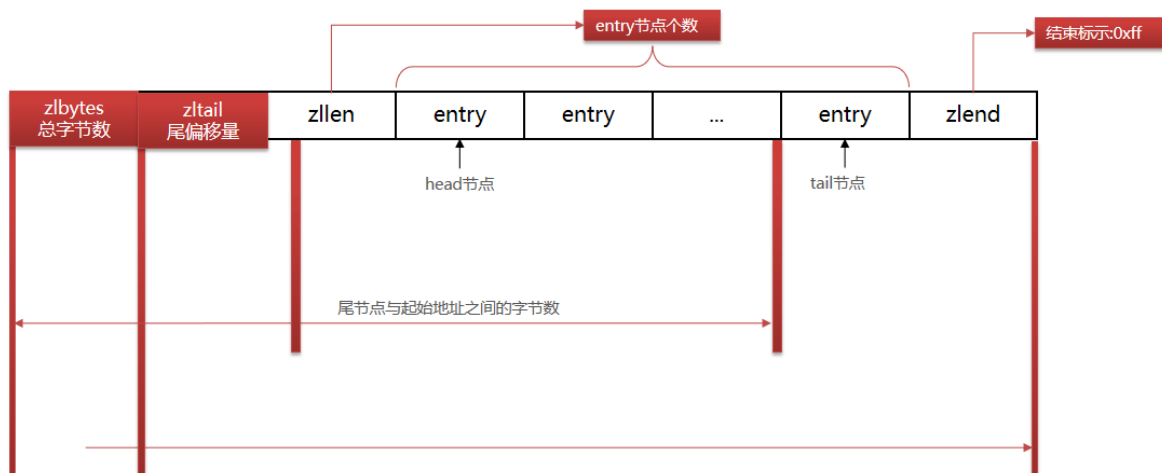 entry节点个数
结束标示:0xff
zlbytes
总字节数
zltail
尾偏移量
zllen
entry
entry
...
entry
zlend
head节点
tail节点
尾节点与起始地址之间的字节数